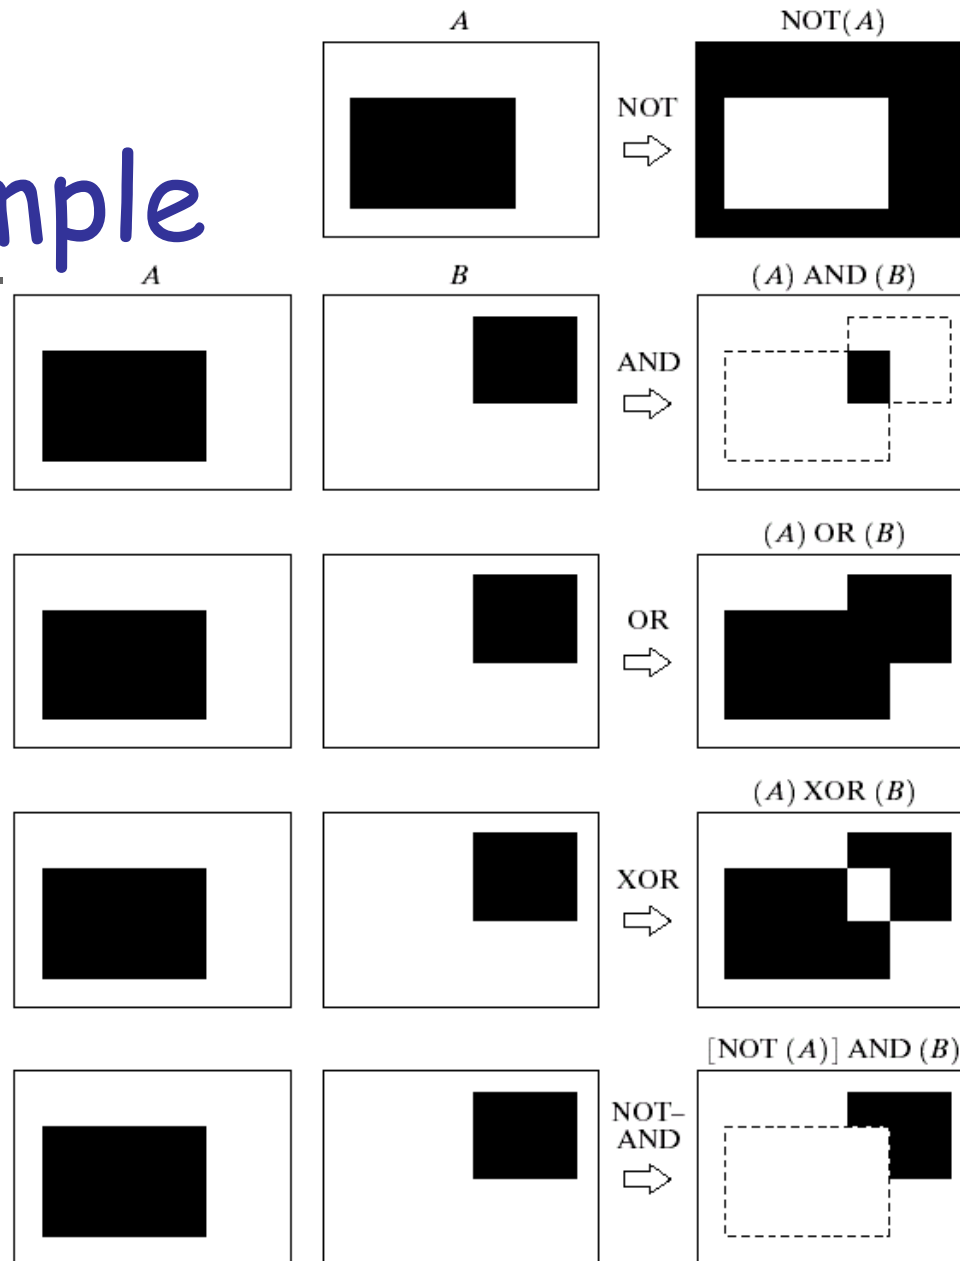 A NOT(A)
NOT
mple
A B (A) AND (B)
AND
(A) OR (B)
OR
(A) XOR (B)
XOR
[NOT (A)] AND (B)
NOT–
AND